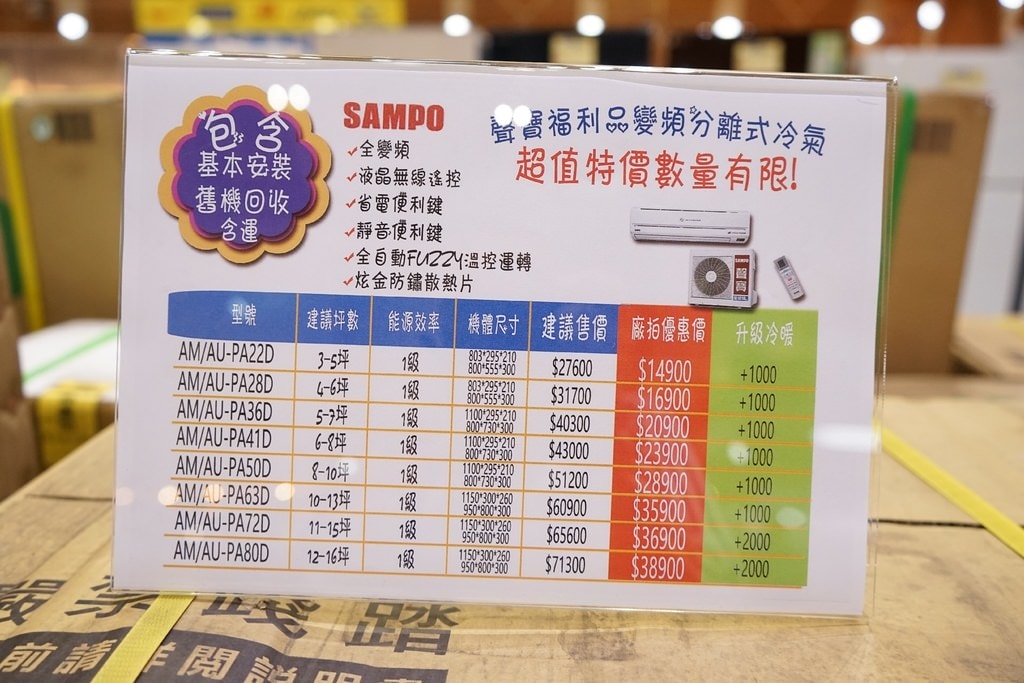 包含
基本安裝
舊機回收
含運
SAMPO
✓全變頻
✓液晶無線遙控
✓省電便利鍵
✓靜音便利鍵
✓全自動FUZZY溫控運轉
✓炫金防鏽散熱片
聲寶福利品變頻分離式冷氣
超值特價數量有限!
SAMPO
聲寶
型號 建議坪數 能源效率 機體尺寸 建議售價 廠拍優惠價 升級冷暖
AM/AU-PA22D 3-5坪 1級 803*295*210 800*555*300 $27600 $14900 +1000
AM/AU-PA28D 4-6坪 1級 803*295*210 800*555*300 $31700 $16900 +1000
AM/AU-PA36D 5-7坪 1級 1100*295*210 800*730*300 $40300 $20900 +1000
AM/AU-PA41D 6-8坪 1級 1100*295*210 800*730*300 $43000 $23900 +1000
AM/AU-PA50D 8-10坪 1級 1100*295*210 800*730*300 $51200 $28900 +1000
AM/AU-PA63D 10-13坪 1級 1150*300*260 950*800*300 $60900 $35900 +1000
AM/AU-PA72D 11-15坪 1級 1150*300*260 950*800*300 $65600 $36900 +2000
AM/AU-PA80D 12-16坪 1級 1150*300*260 950*800*300 $71300 $38900 +2000
踏
前請詳閱說明書